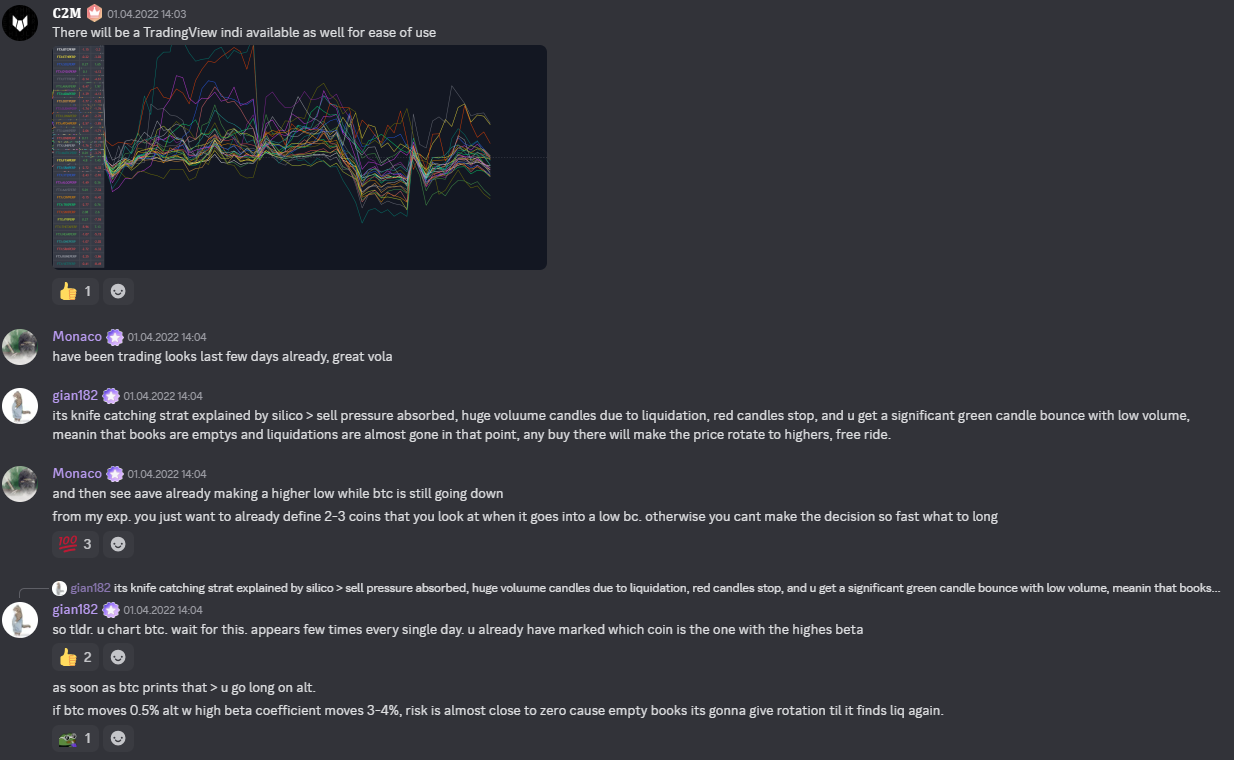 C2M 01.04.2022 14:03
There will be a TradingView indi available as well for ease of use
1
Monaco 01.04.2022 14:04
have been trading looks last few days already, great vola
gian182 01.04.2022 14:04
its knife catching strat explained by silico > sell pressure absorbed, huge voluume candles due to liquidation, red candles stop, and u get a significant green candle bounce with low volume,
meanin that books are emptys and liquidations are almost gone in that point, any buy there will make the price rotate to highers, free ride.
Monaco 01.04.2022 14:04
and then see aave already making a higher low while btc is still going down
from my exp. you just want to already define 2-3 coins that you look at when it goes into a low bc. otherwise you cant make the decision so fast what to long
100 3
gian182 its knife catching strat explained by silico > sell pressure absorbed, huge voluume candles due to liquidation, red candles stop, and u get a significant green candle bounce with low volume, meanin that books...
gian182 01.04.2022 14:04
so tldr. u chart btc. wait for this. appears few times every single day. u already have marked which coin is the one with the highes beta
2
as soon as btc prints that > u go long on alt.
if btc moves 0.5% alt w high beta coefficient moves 3-4%, risk is almost close to zero cause empty books its gonna give rotation til it finds liq again.
1